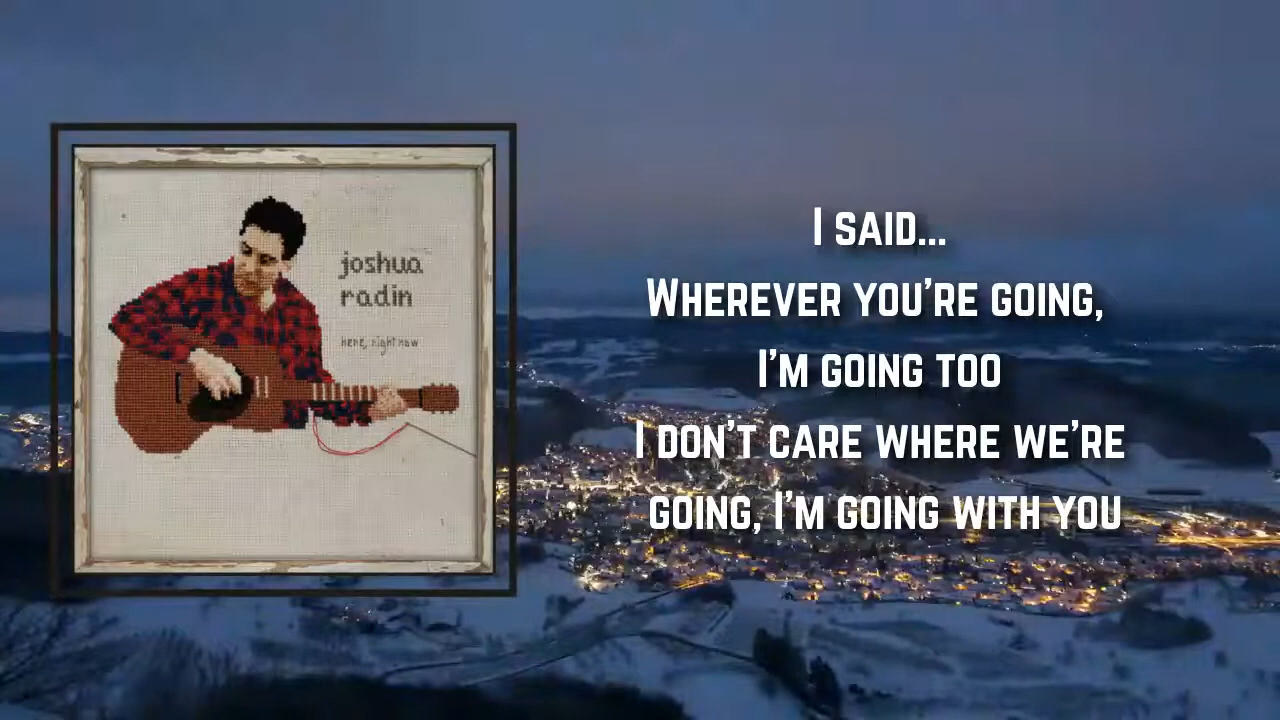 joshua
radin
here, right now
I SAID...
WHEREVER YOU'RE GOING,
I'M GOING TOO
I DON'T CARE WHERE WE'RE
GOING, I'M GOING WITH YOU